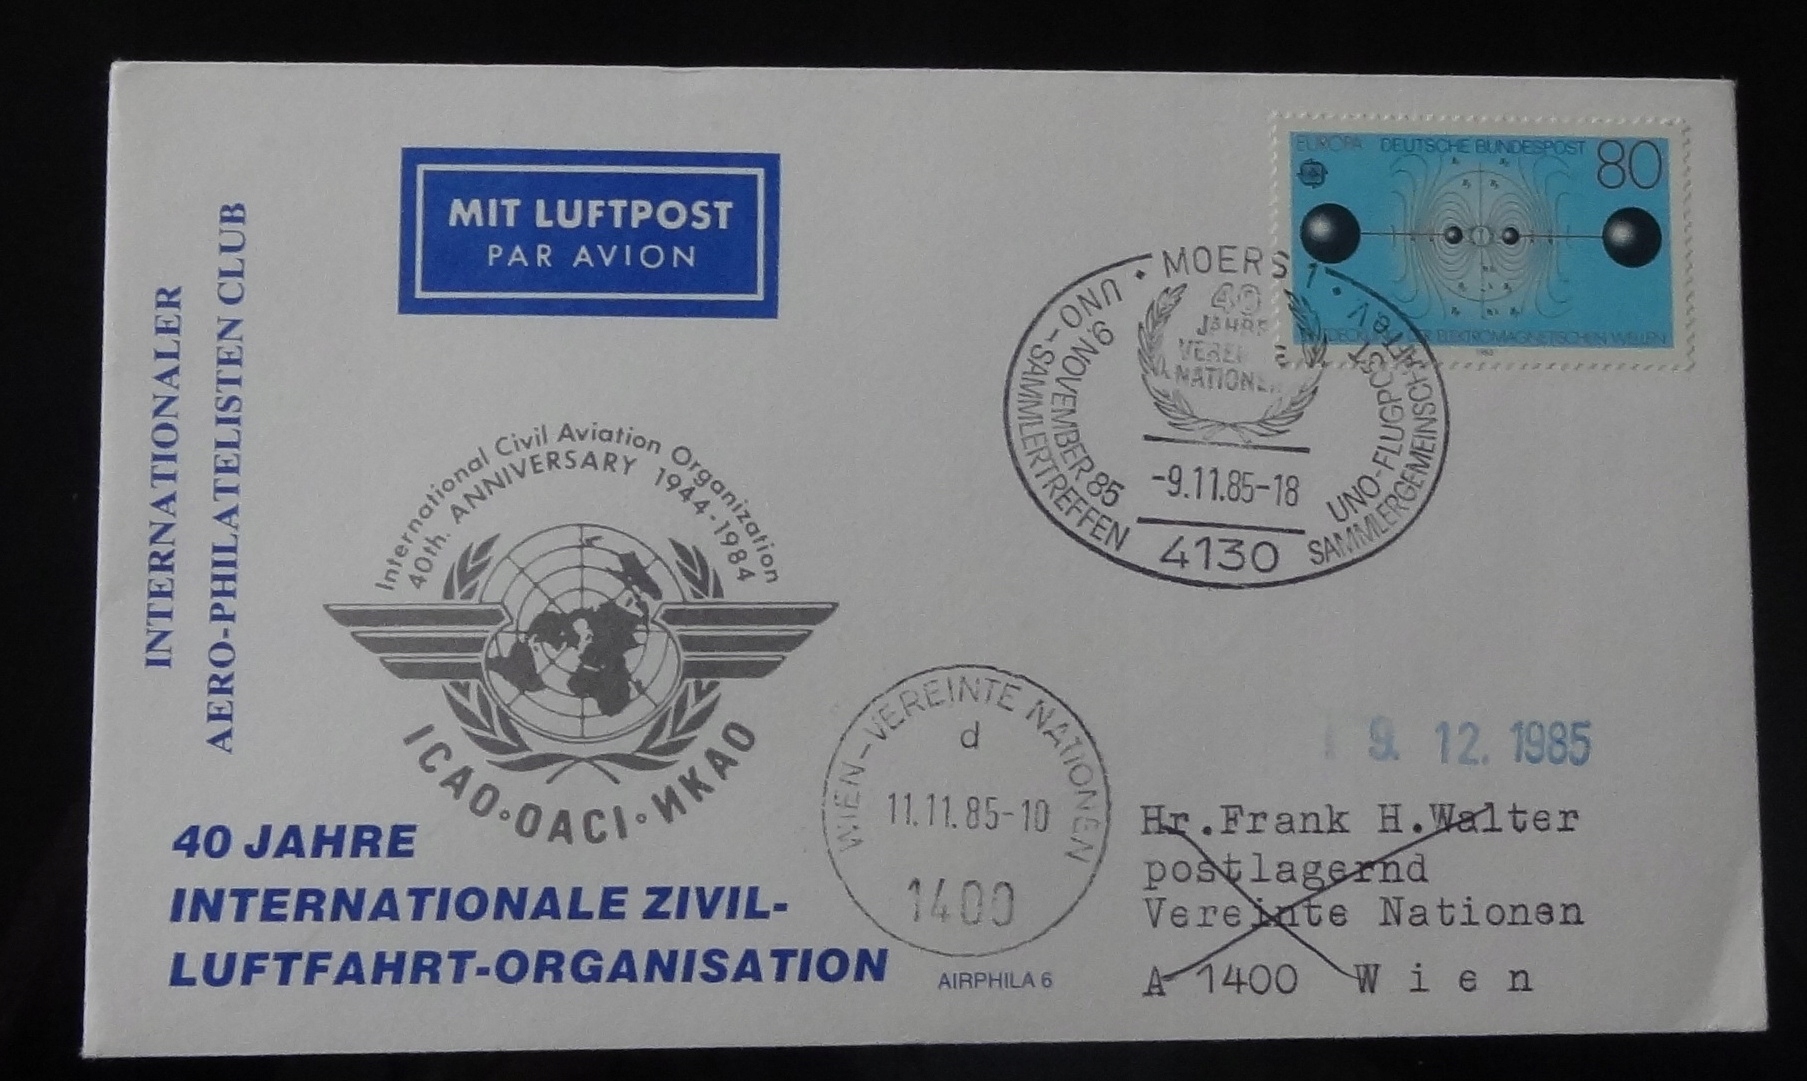 INTERNATIONALER
AERO-PHILATELISTEN CLUB
MIT LUFTPOST
PAR AVION
EUROPA DEUTSCHE BUNDESPOST 80
ELEKTROMAGNETISCHEN WELLEN
MOERS 1
UNO-SAMMLERTREFFEN
9 NOVEMBER 85
40
JAHRE
NATIONEN
UNO-FLUGPOST
SAMMLERGEMEINSCHAFT e.V.
-9.11.85-18
4130
International Civil Aviation Organization
40th. ANNIVERSARY 1944-1984
ICAO·OACI·ИКАО
WIEN-VEREINTE NATIONEN
d
11.11.85-10
1400
9. 12. 1985
Hr.Frank H.Walter
postlagernd
Vereinte Nationen
A 1400 Wien
40 JAHRE
INTERNATIONALE ZIVIL-
LUFTFAHRT-ORGANISATION
AIRPHILA 6